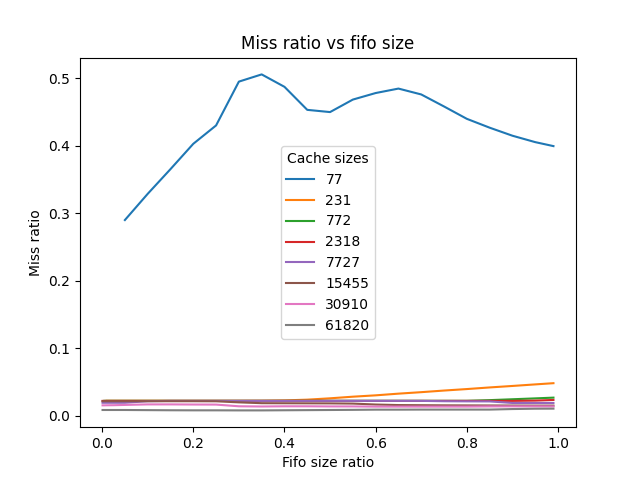 Miss ratio vs fifo size
Miss ratio
0.5
0.4
0.3
0.2
0.1
0.0
Cache sizes
77
231
772
2318
7727
15455
30910
61820
0.0 0.2 0.4 0.6 0.8 1.0
Fifo size ratio